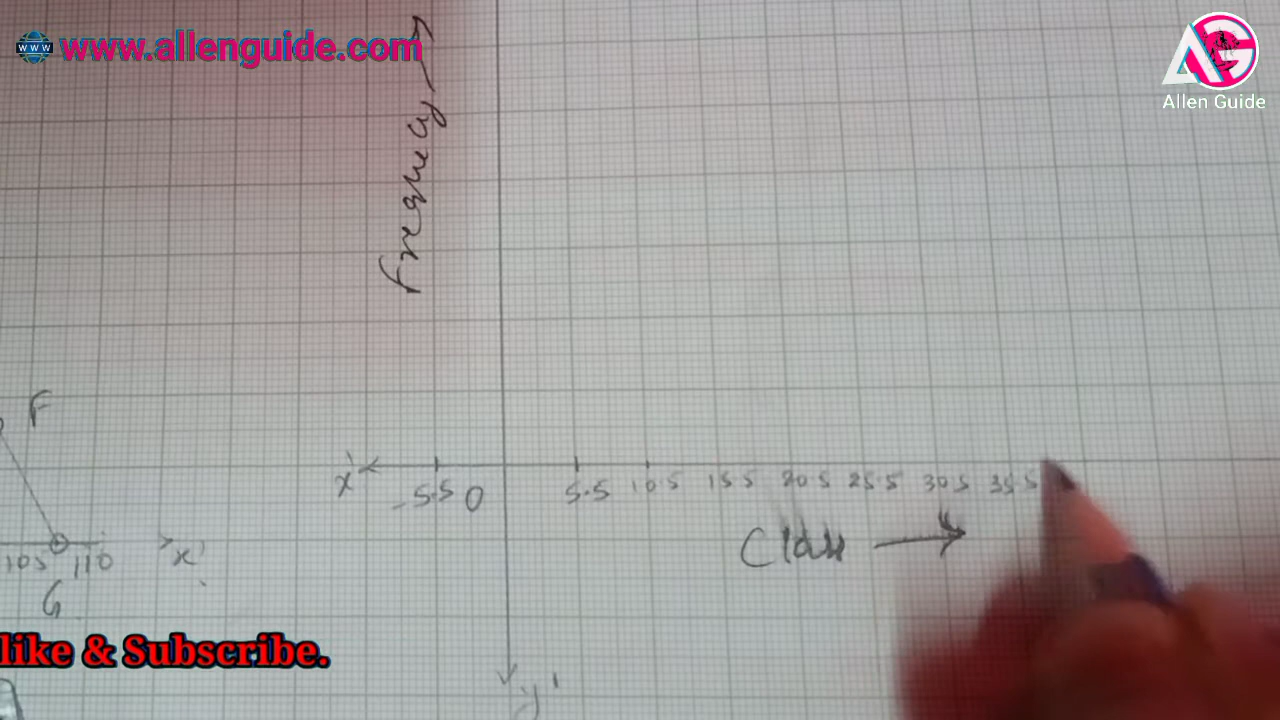 www.allenguide.com
AG
Allen Guide
Frequency
F
x'
-5.5 0 5.5 10.5 15.5 20.5 25.5 30.5 35.5
Class
105 110 x'
G
like & Subscribe.
y'